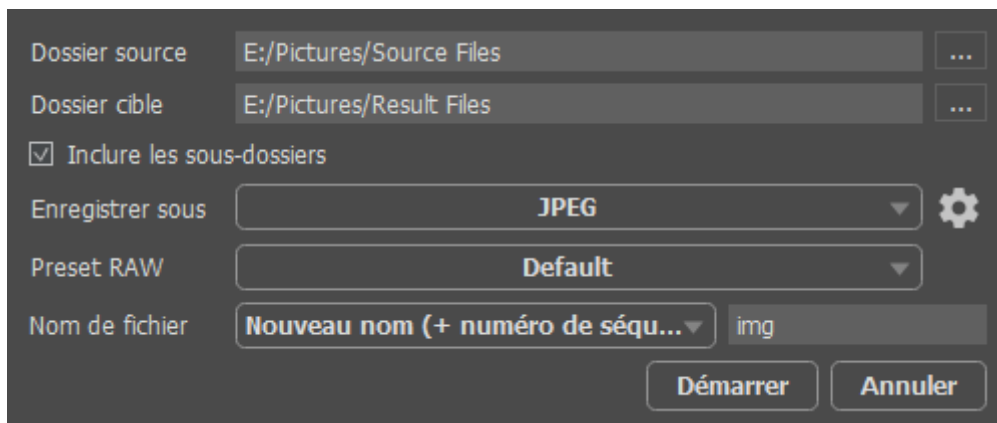 Dossier source E:/Pictures/Source Files ...
Dossier cible E:/Pictures/Result Files ...
Inclure les sous-dossiers
Enregistrer sous JPEG
Preset RAW Default
Nom de fichier Nouveau nom (+ numéro de séqu... img
Démarrer Annuler